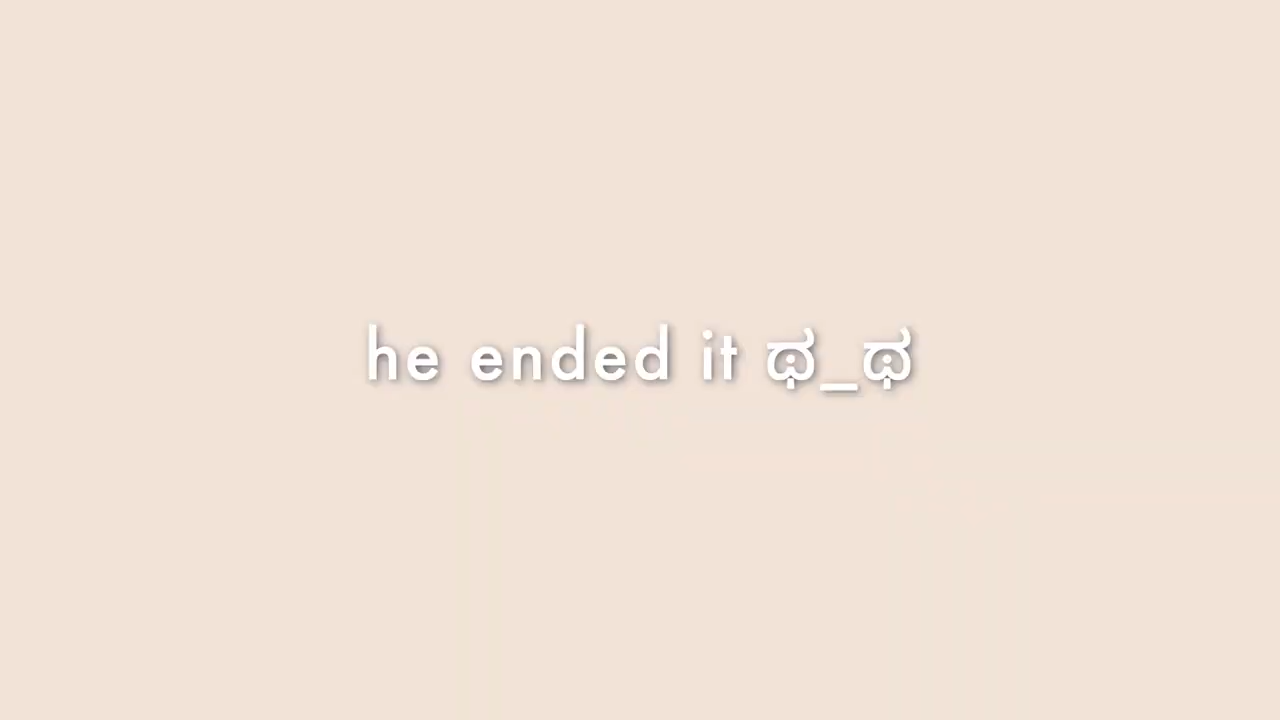 he ended it ಥ_ಥ